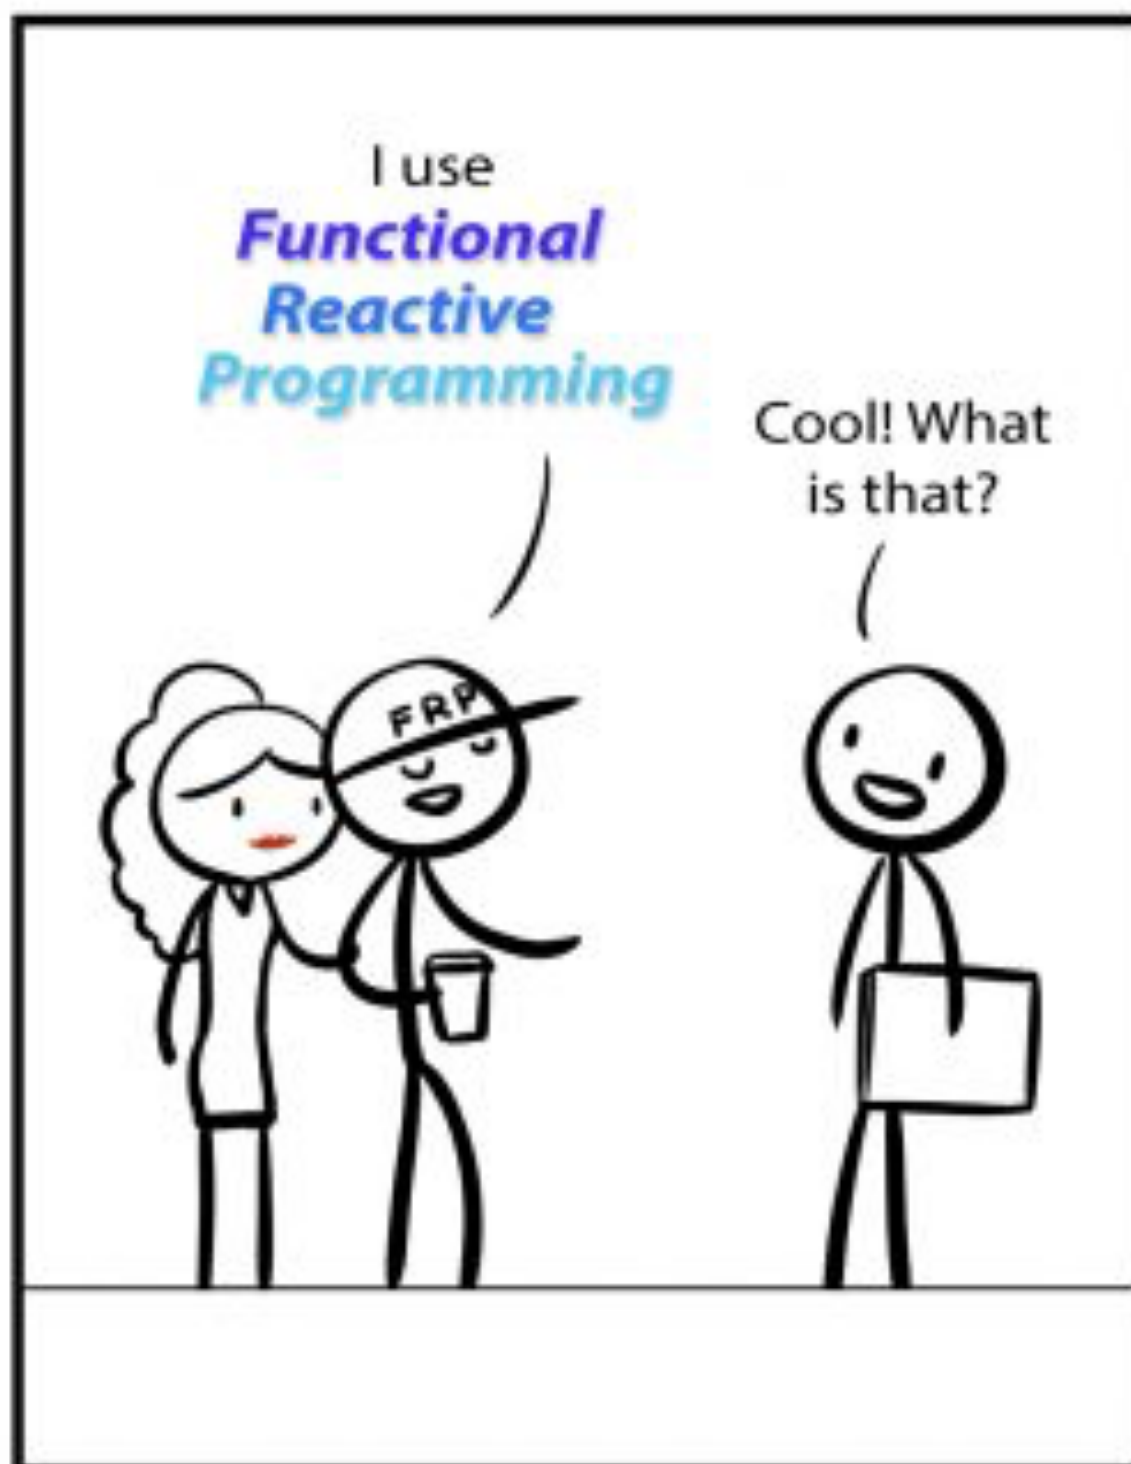 I use
Functional
Reactive
Programming
Cool! What
is that?
FRP